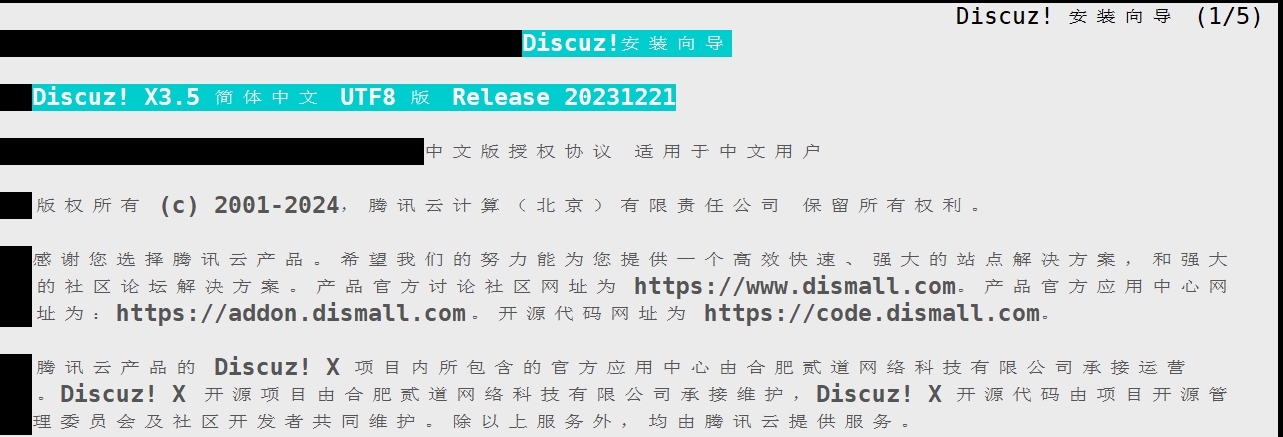 Discuz! 安装向导 (1/5)
Discuz!安装向导
Discuz! X3.5 简体中文 UTF8 版 Release 20231221
中文版授权协议 适用于中文用户
版权所有 (c) 2001-2024，腾讯云计算（北京）有限责任公司 保留所有权利。
感谢您选择腾讯云产品。希望我们的努力能为您提供一个高效快速、强大的站点解决方案，和强大
的社区论坛解决方案。产品官方讨论社区网址为 https://www.dismall.com。产品官方应用中心网
址为：https://addon.dismall.com。开源代码网址为 https://code.dismall.com。
腾讯云产品的 Discuz! X 项目内所包含的官方应用中心由合肥贰道网络科技有限公司承接运营
。Discuz! X 开源项目由合肥贰道网络科技有限公司承接维护，Discuz! X 开源代码由项目开源管
理委员会及社区开发者共同维护。除以上服务外，均由腾讯云提供服务。